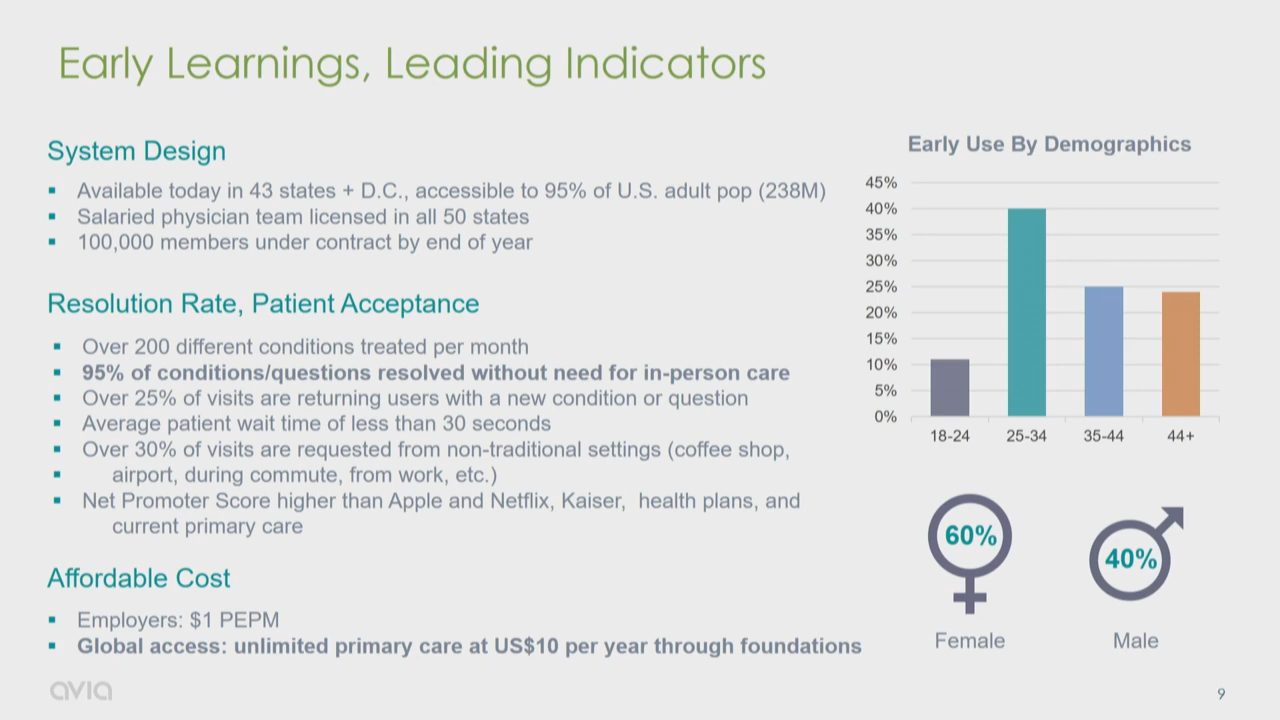 Early Learnings, Leading Indicators
System Design
▪ Available today in 43 states + D.C., accessible to 95% of U.S. adult pop (238M)
▪ Salaried physician team licensed in all 50 states
▪ 100,000 members under contract by end of year
Resolution Rate, Patient Acceptance
▪ Over 200 different conditions treated per month
▪ 95% of conditions/questions resolved without need for in-person care
▪ Over 25% of visits are returning users with a new condition or question
▪ Average patient wait time of less than 30 seconds
▪ Over 30% of visits are requested from non-traditional settings (coffee shop,
▪ airport, during commute, from work, etc.)
▪ Net Promoter Score higher than Apple and Netflix, Kaiser, health plans, and
current primary care
Affordable Cost
▪ Employers: $1 PEPM
▪ Global access: unlimited primary care at US$10 per year through foundations
Early Use By Demographics
45%
40%
35%
30%
25%
20%
15%
10%
5%
0%
18-24 25-34 35-44 44+
60% 40%
Female Male
avia
9